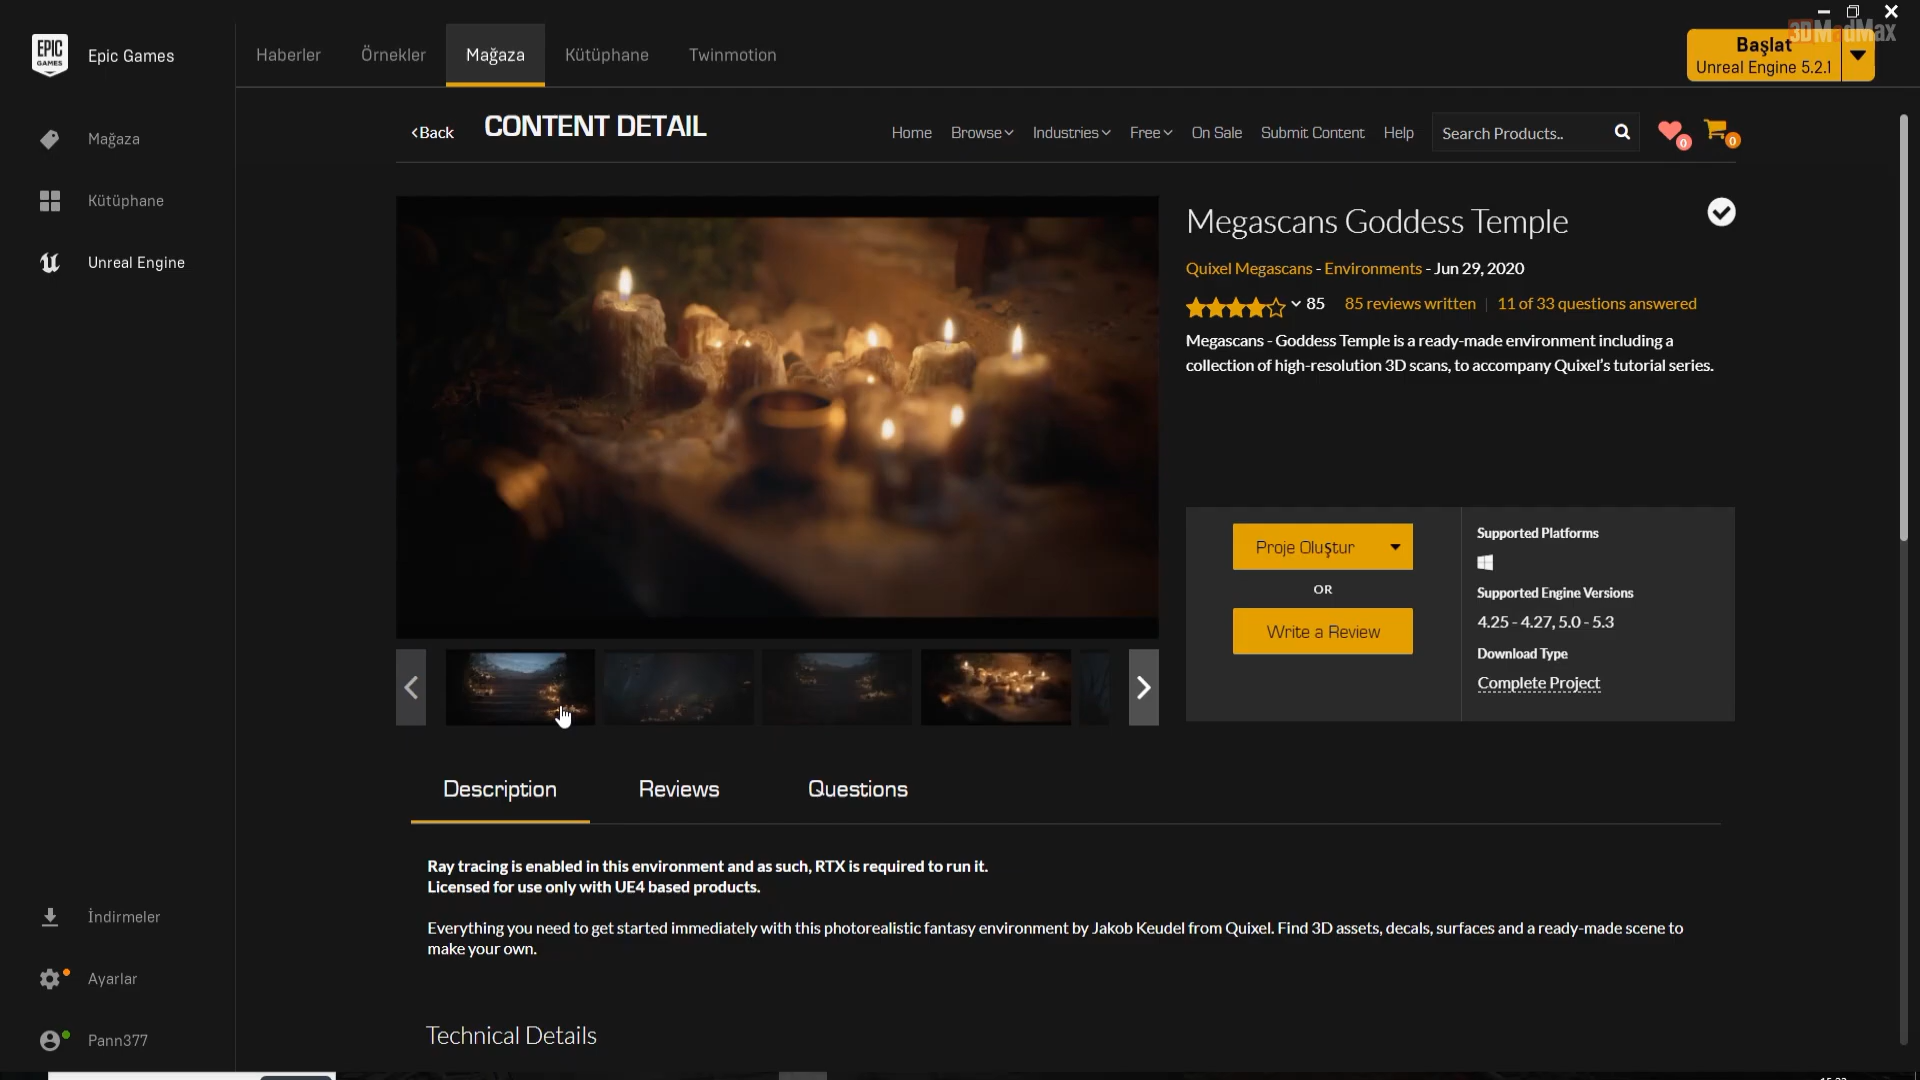 3DMadMax
EPIC
GAMES
Epic Games
Haberler
Örnekler
Mağaza
Kütüphane
Twinmotion
Başlat
Unreal Engine 5.2.1
Mağaza
Kütüphane
Unreal Engine
İndirmeler
Ayarlar
Pann377
Back
CONTENT DETAIL
Home
Browse
Industries
Free
On Sale
Submit Content
Help
Search Products..
0
0
Megascans Goddess Temple
Quixel Megascans - Environments - Jun 29, 2020
85
85 reviews written
11 of 33 questions answered
Megascans - Goddess Temple is a ready-made environment including a
collection of high-resolution 3D scans, to accompany Quixel's tutorial series.
Proje Oluştur
OR
Write a Review
Supported Platforms
Supported Engine Versions
4.25 - 4.27, 5.0 - 5.3
Download Type
Complete Project
Description
Reviews
Questions
Ray tracing is enabled in this environment and as such, RTX is required to run it.
Licensed for use only with UE4 based products.
Everything you need to get started immediately with this photorealistic fantasy environment by Jakob Keudel from Quixel. Find 3D assets, decals, surfaces and a ready-made scene to
make your own.
Technical Details